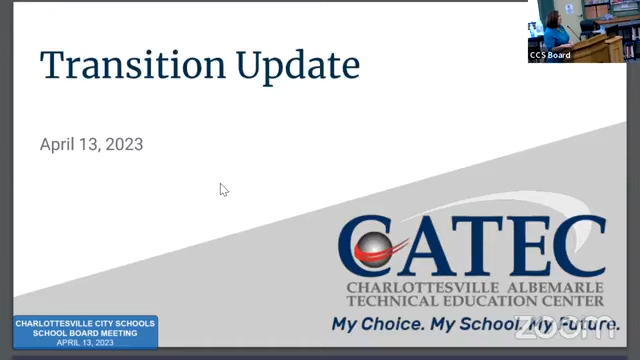 Transition Update
CCS Board
April 13, 2023
CATEC
CHARLOTTESVILLE ALBEMARLE
TECHNICAL EDUCATION CENTER
My Choice. My School. My Future.
zoom
CHARLOTTESVILLE CITY SCHOOLS
SCHOOL BOARD MEETING
APRIL 13, 2023